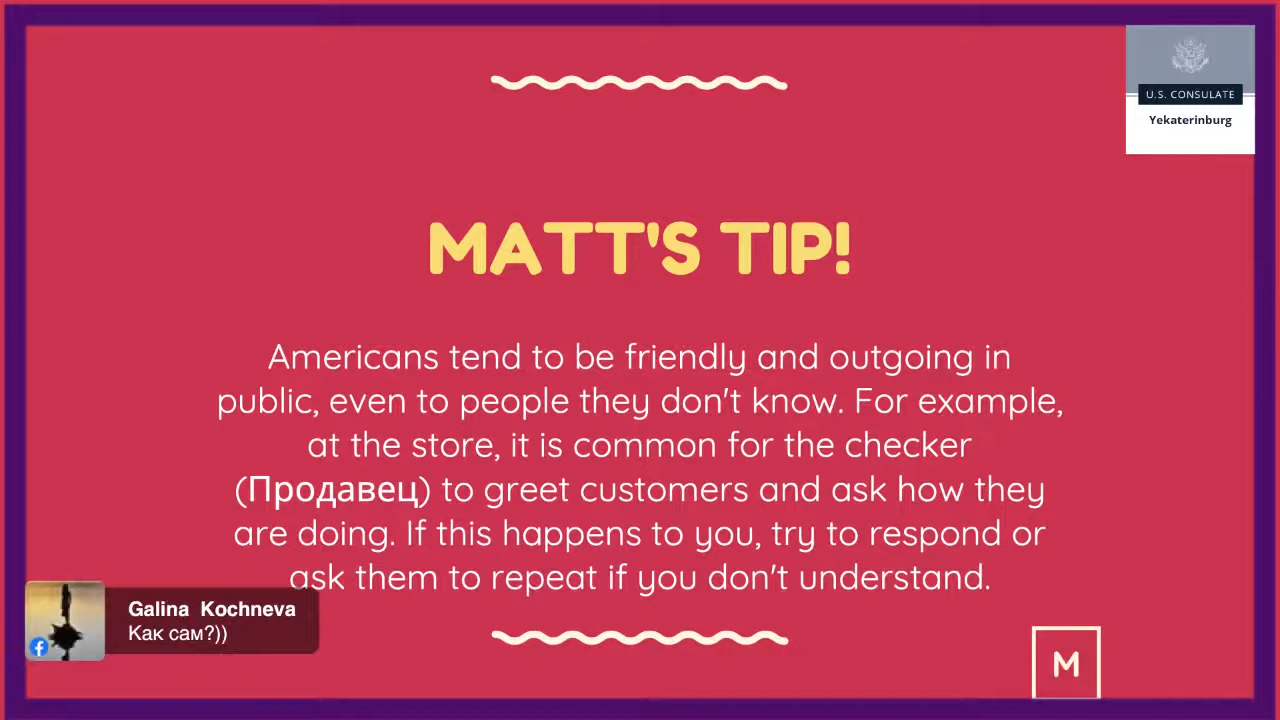 U.S. CONSULATE
Yekaterinburg
MATT'S TIP!
Americans tend to be friendly and outgoing in
public, even to people they don't know. For example,
at the store, it is common for the checker
(Продавец) to greet customers and ask how they
are doing. If this happens to you, try to respond or
ask them to repeat if you don't understand.
Galina Kochneva
Как сам?))
M